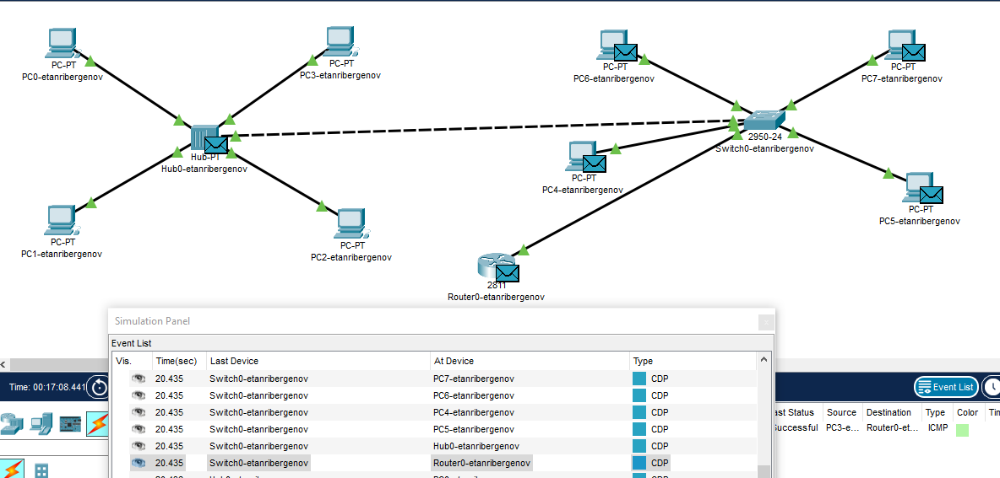 PC-PT
PC0-etanribergenov
PC-PT
PC3-etanribergenov
PC-PT
PC6-etanribergenov
PC-PT
PC7-etanribergenov
Hub-PT
Hub0-etanribergenov
2950-24
Switch0-etanribergenov
PC-PT
PC4-etanribergenov
PC-PT
PC5-etanribergenov
PC-PT
PC1-etanribergenov
PC-PT
PC2-etanribergenov
2811
Router0-etanribergenov
Simulation Panel
Event List
Vis. Time(sec) Last Device At Device Type
20.435 Switch0-etanribergenov PC7-etanribergenov CDP
20.435 Switch0-etanribergenov PC6-etanribergenov CDP
20.435 Switch0-etanribergenov PC4-etanribergenov CDP
20.435 Switch0-etanribergenov PC5-etanribergenov CDP
20.435 Switch0-etanribergenov Hub0-etanribergenov CDP
20.435 Switch0-etanribergenov Router0-etanribergenov CDP
Time: 00:17:08.441
Event List
Status Source Destination Type Color
Successful PC3-e... Router0-et... ICMP